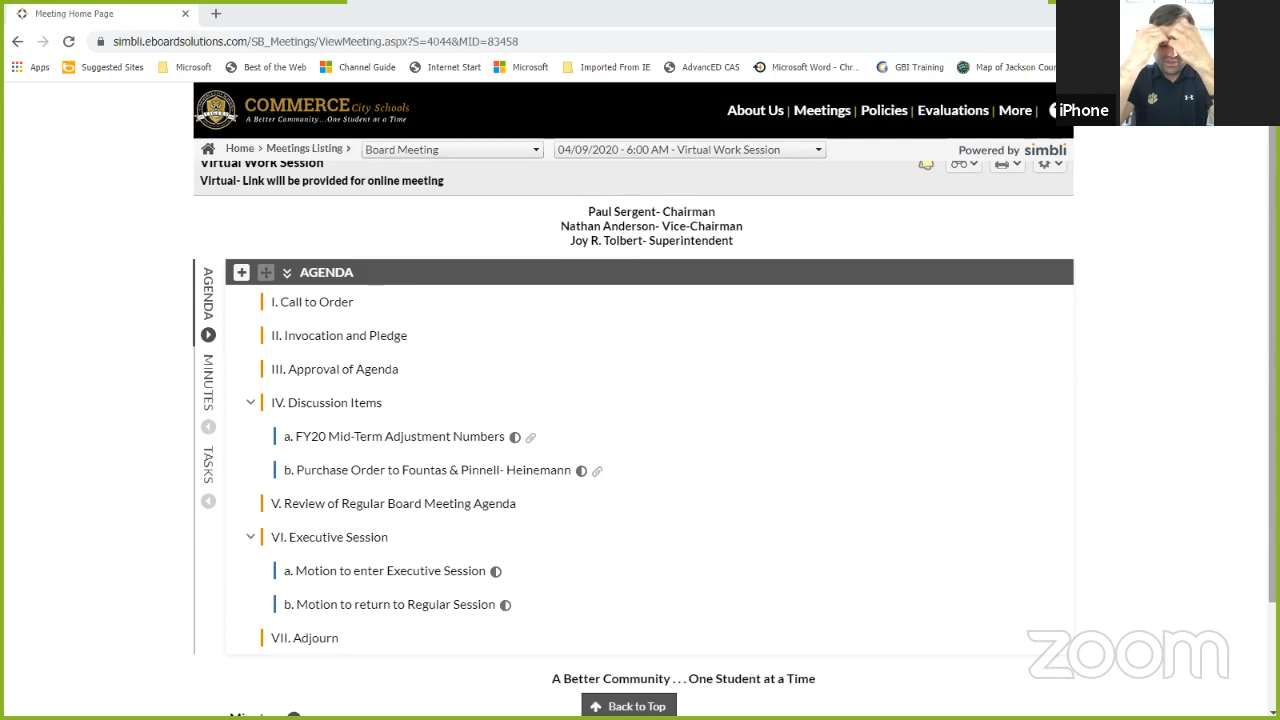 Meeting Home Page
simbli.eboardsolutions.com/SB_Meetings/ViewMeeting.aspx?S=4044&MID=83458
Apps Suggested Sites Microsoft Best of the Web Channel Guide Internet Start Microsoft Imported From IE AdvancED CAS Microsoft Word - Chr... GBI Training Map of Jackson Cou
iPhone
COMMERCE City Schools
A Better Community...One Student at a Time
About Us | Meetings | Policies | Evaluations | More |
Home > Meetings Listing > Board Meeting 04/09/2020 - 6:00 AM - Virtual Work Session Powered by simbli
Virtual Work Session
Virtual- Link will be provided for online meeting
Paul Sergent- Chairman
Nathan Anderson- Vice-Chairman
Joy R. Tolbert- Superintendent
AGENDA
MINUTES
TASKS
AGENDA
I. Call to Order
II. Invocation and Pledge
III. Approval of Agenda
IV. Discussion Items
a. FY20 Mid-Term Adjustment Numbers
b. Purchase Order to Fountas & Pinnell- Heinemann
V. Review of Regular Board Meeting Agenda
VI. Executive Session
a. Motion to enter Executive Session
b. Motion to return to Regular Session
VII. Adjourn
zoom
A Better Community . . . One Student at a Time
Back to Top